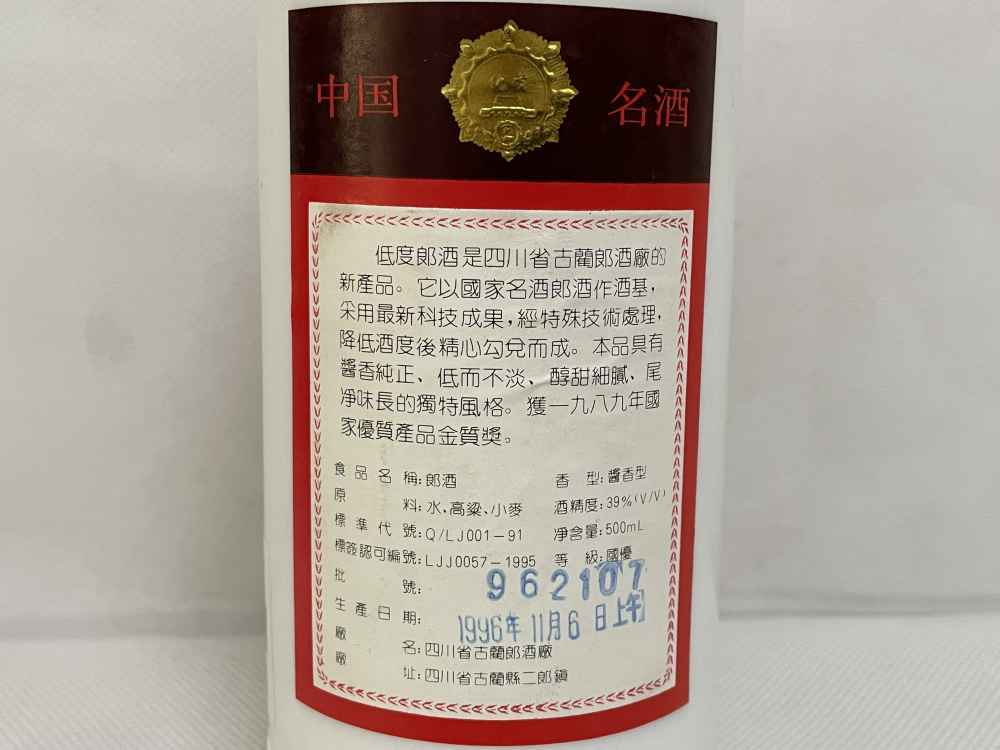 中国
名酒
低度郎酒是四川省古藺郎酒廠的
新產品。它以國家名酒郎酒作酒基，
采用最新科技成果，經特殊技術處理，
降低酒度後精心勾兌而成。本品具有
醬香純正、低而不淡、醇甜細膩、尾
淨味長的獨特風格。獲一九八九年國
家優質產品金質獎。
食品名稱：郎酒 香型：醬香型
原料：水、高粱、小麥 酒精度：39%(V/V)
標準代號：Q/LJ001－91 净含量：500mL
標簽認可編號：LJJ0057－1995 等級：國優
批號： 962107
生產日期： 1996年11月6日上午
廠名：四川省古藺郎酒廠
廠址：四川省古藺縣二郎鎮